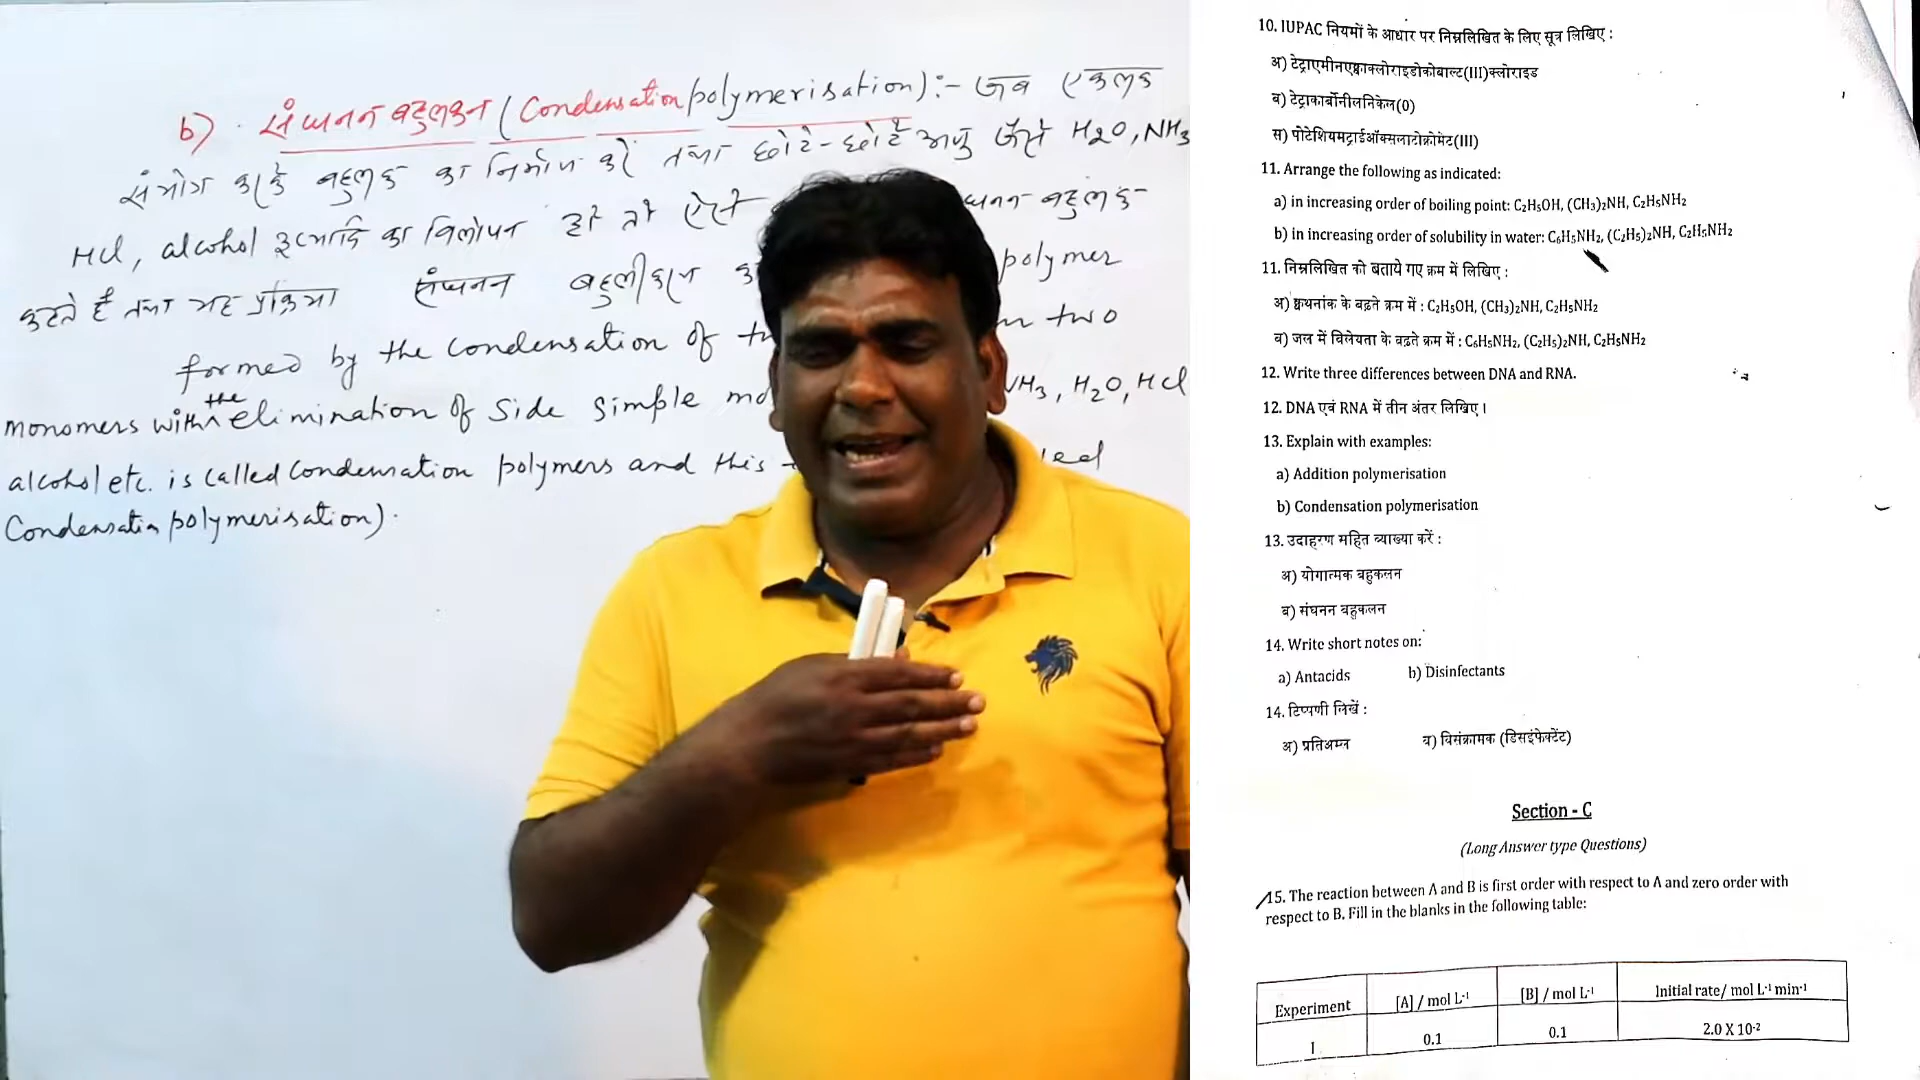 b) संघनन बहुलकन (Condensation polymerisation) :- जब एकलक
संयोग करके बहुलक का निर्माण करें तथा छोटे-छोटे अणु जैसे H2O, NH3
HCl, alcohol इत्यादि का विलोपन हो तो ऐसे बहुलक
कहते हैं तथा यह प्रक्रिया संघनन polymer
formed by the condensation of two
monomers with the elimination of side simple NH3, H2O, HCl
alcohol etc. is called condensation polymers and this
Condensation polymerisation).
10. IUPAC नियमों के आधार पर निम्नलिखित के लिए सूत्र लिखिए :
अ) टेट्राएमीनएक्वाक्लोराइडोकोबाल्ट(III)क्लोराइड
ब) टेट्राकार्बोनीलनिकेल(0)
स) पोटेशियमट्राईऑक्सलाटोक्रोमेट(III)
11. Arrange the following as indicated:
a) in increasing order of boiling point: C₂H₅OH, (CH₃)₂NH, C₂H₅NH₂
b) in increasing order of solubility in water: C₆H₅NH₂, (C₂H₅)₂NH, C₂H₅NH₂
11. निम्नलिखित को बताये गए क्रम में लिखिए :
अ) क्वथनांक के बढ़ते क्रम में : C₂H₅OH, (CH₃)₂NH, C₂H₅NH₂
ब) जल में विलेयता के बढ़ते क्रम में : C₆H₅NH₂, (C₂H₅)₂NH, C₂H₅NH₂
12. Write three differences between DNA and RNA.
12. DNA एवं RNA में तीन अंतर लिखिए।
13. Explain with examples:
a) Addition polymerisation
b) Condensation polymerisation
13. उदाहरण सहित व्याख्या करें :
अ) योगात्मक बहुकलन
ब) संघनन बहुकलन
14. Write short notes on:
a) Antacids b) Disinfectants
14. टिप्पणी लिखें :
अ) प्रतिअम्ल ब) विसंक्रामक (डिसइंफेक्टेंट)
Section - C
(Long Answer type Questions)
15. The reaction between A and B is first order with respect to A and zero order with
respect to B. Fill in the blanks in the following table:
Experiment [A] / mol L⁻¹ [B] / mol L⁻¹ Initial rate/ mol L⁻¹ min⁻¹
I 0.1 0.1 2.0 X 10⁻²